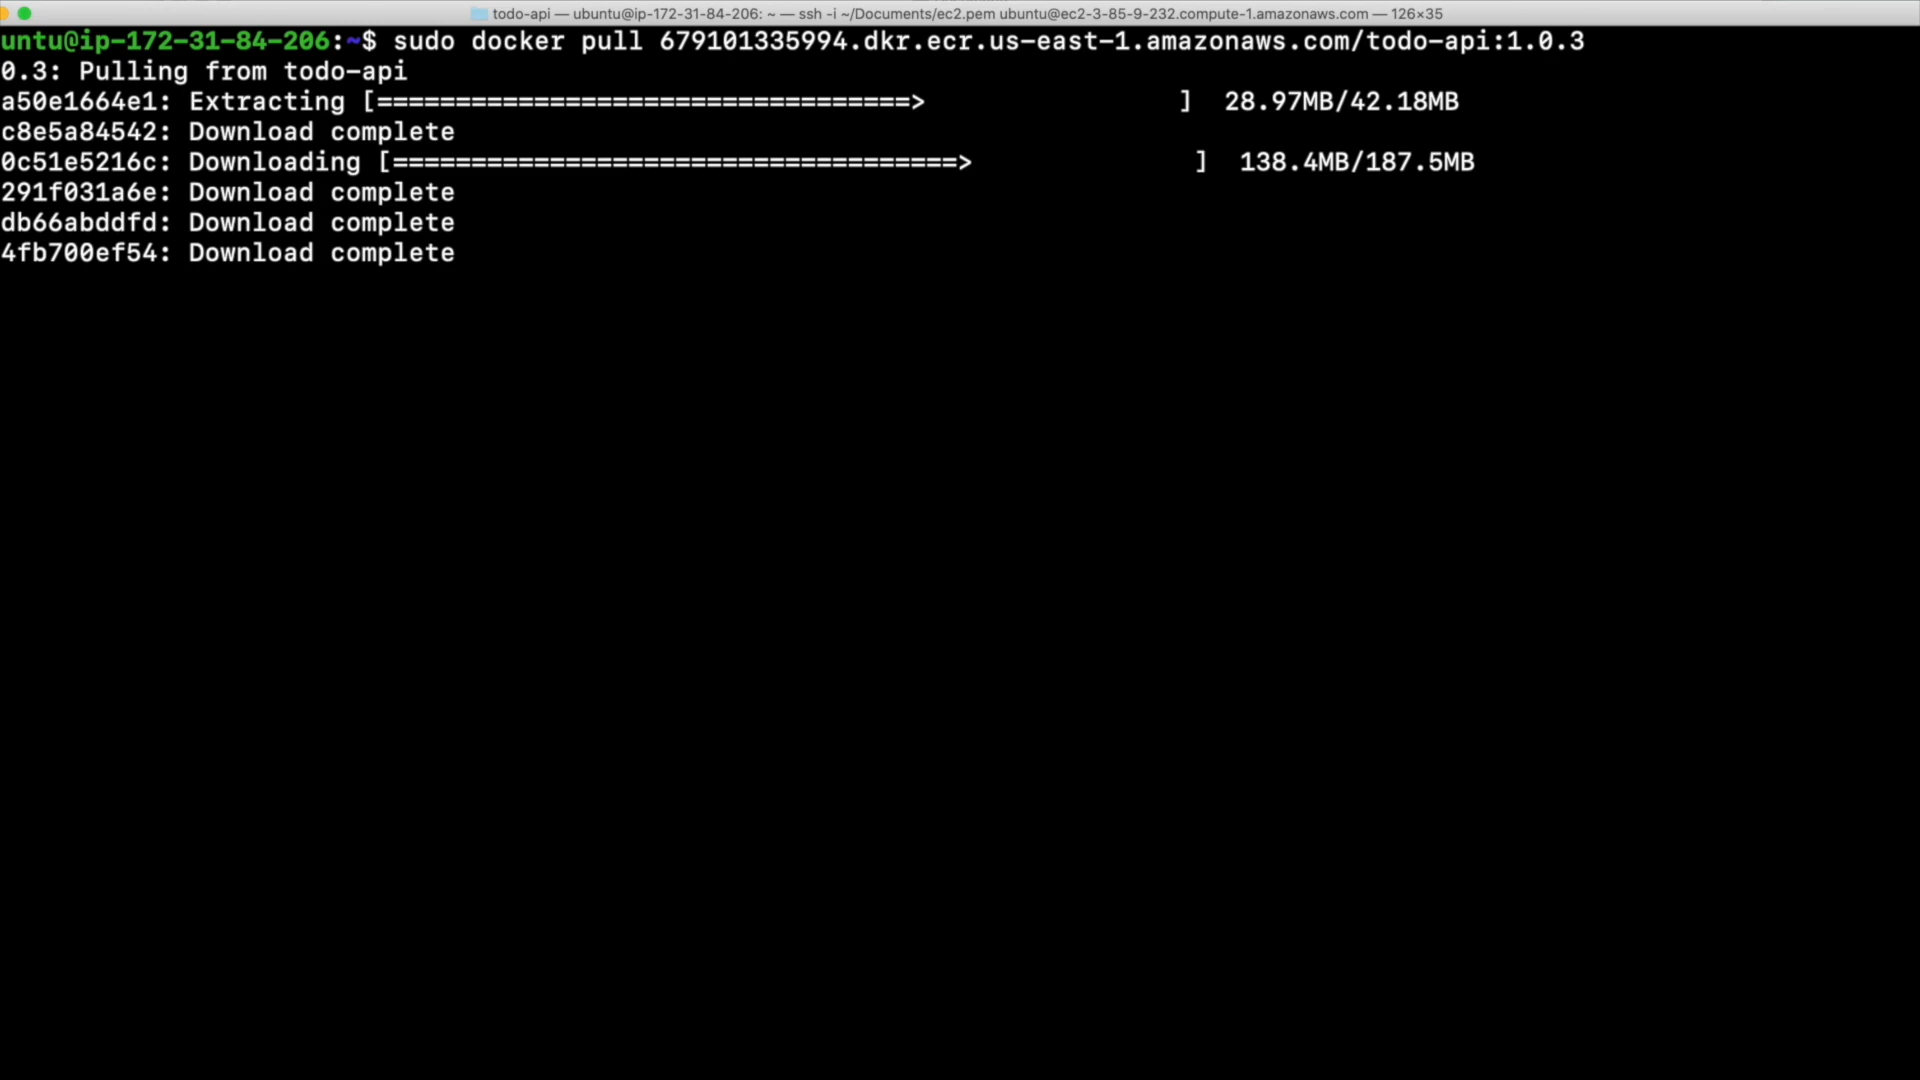 todo-api — ubuntu@ip-172-31-84-206: ~ — ssh -i ~/Documents/ec2.pem ubuntu@ec2-3-85-9-232.compute-1.amazonaws.com — 126×35
untu@ip-172-31-84-206:~$ sudo docker pull 679101335994.dkr.ecr.us-east-1.amazonaws.com/todo-api:1.0.3
0.3: Pulling from todo-api
a50e1664e1: Extracting [==================================>                ]  28.97MB/42.18MB
c8e5a84542: Download complete
0c51e5216c: Downloading [====================================>              ]  138.4MB/187.5MB
291f031a6e: Download complete
db66abddfd: Download complete
4fb700ef54: Download complete